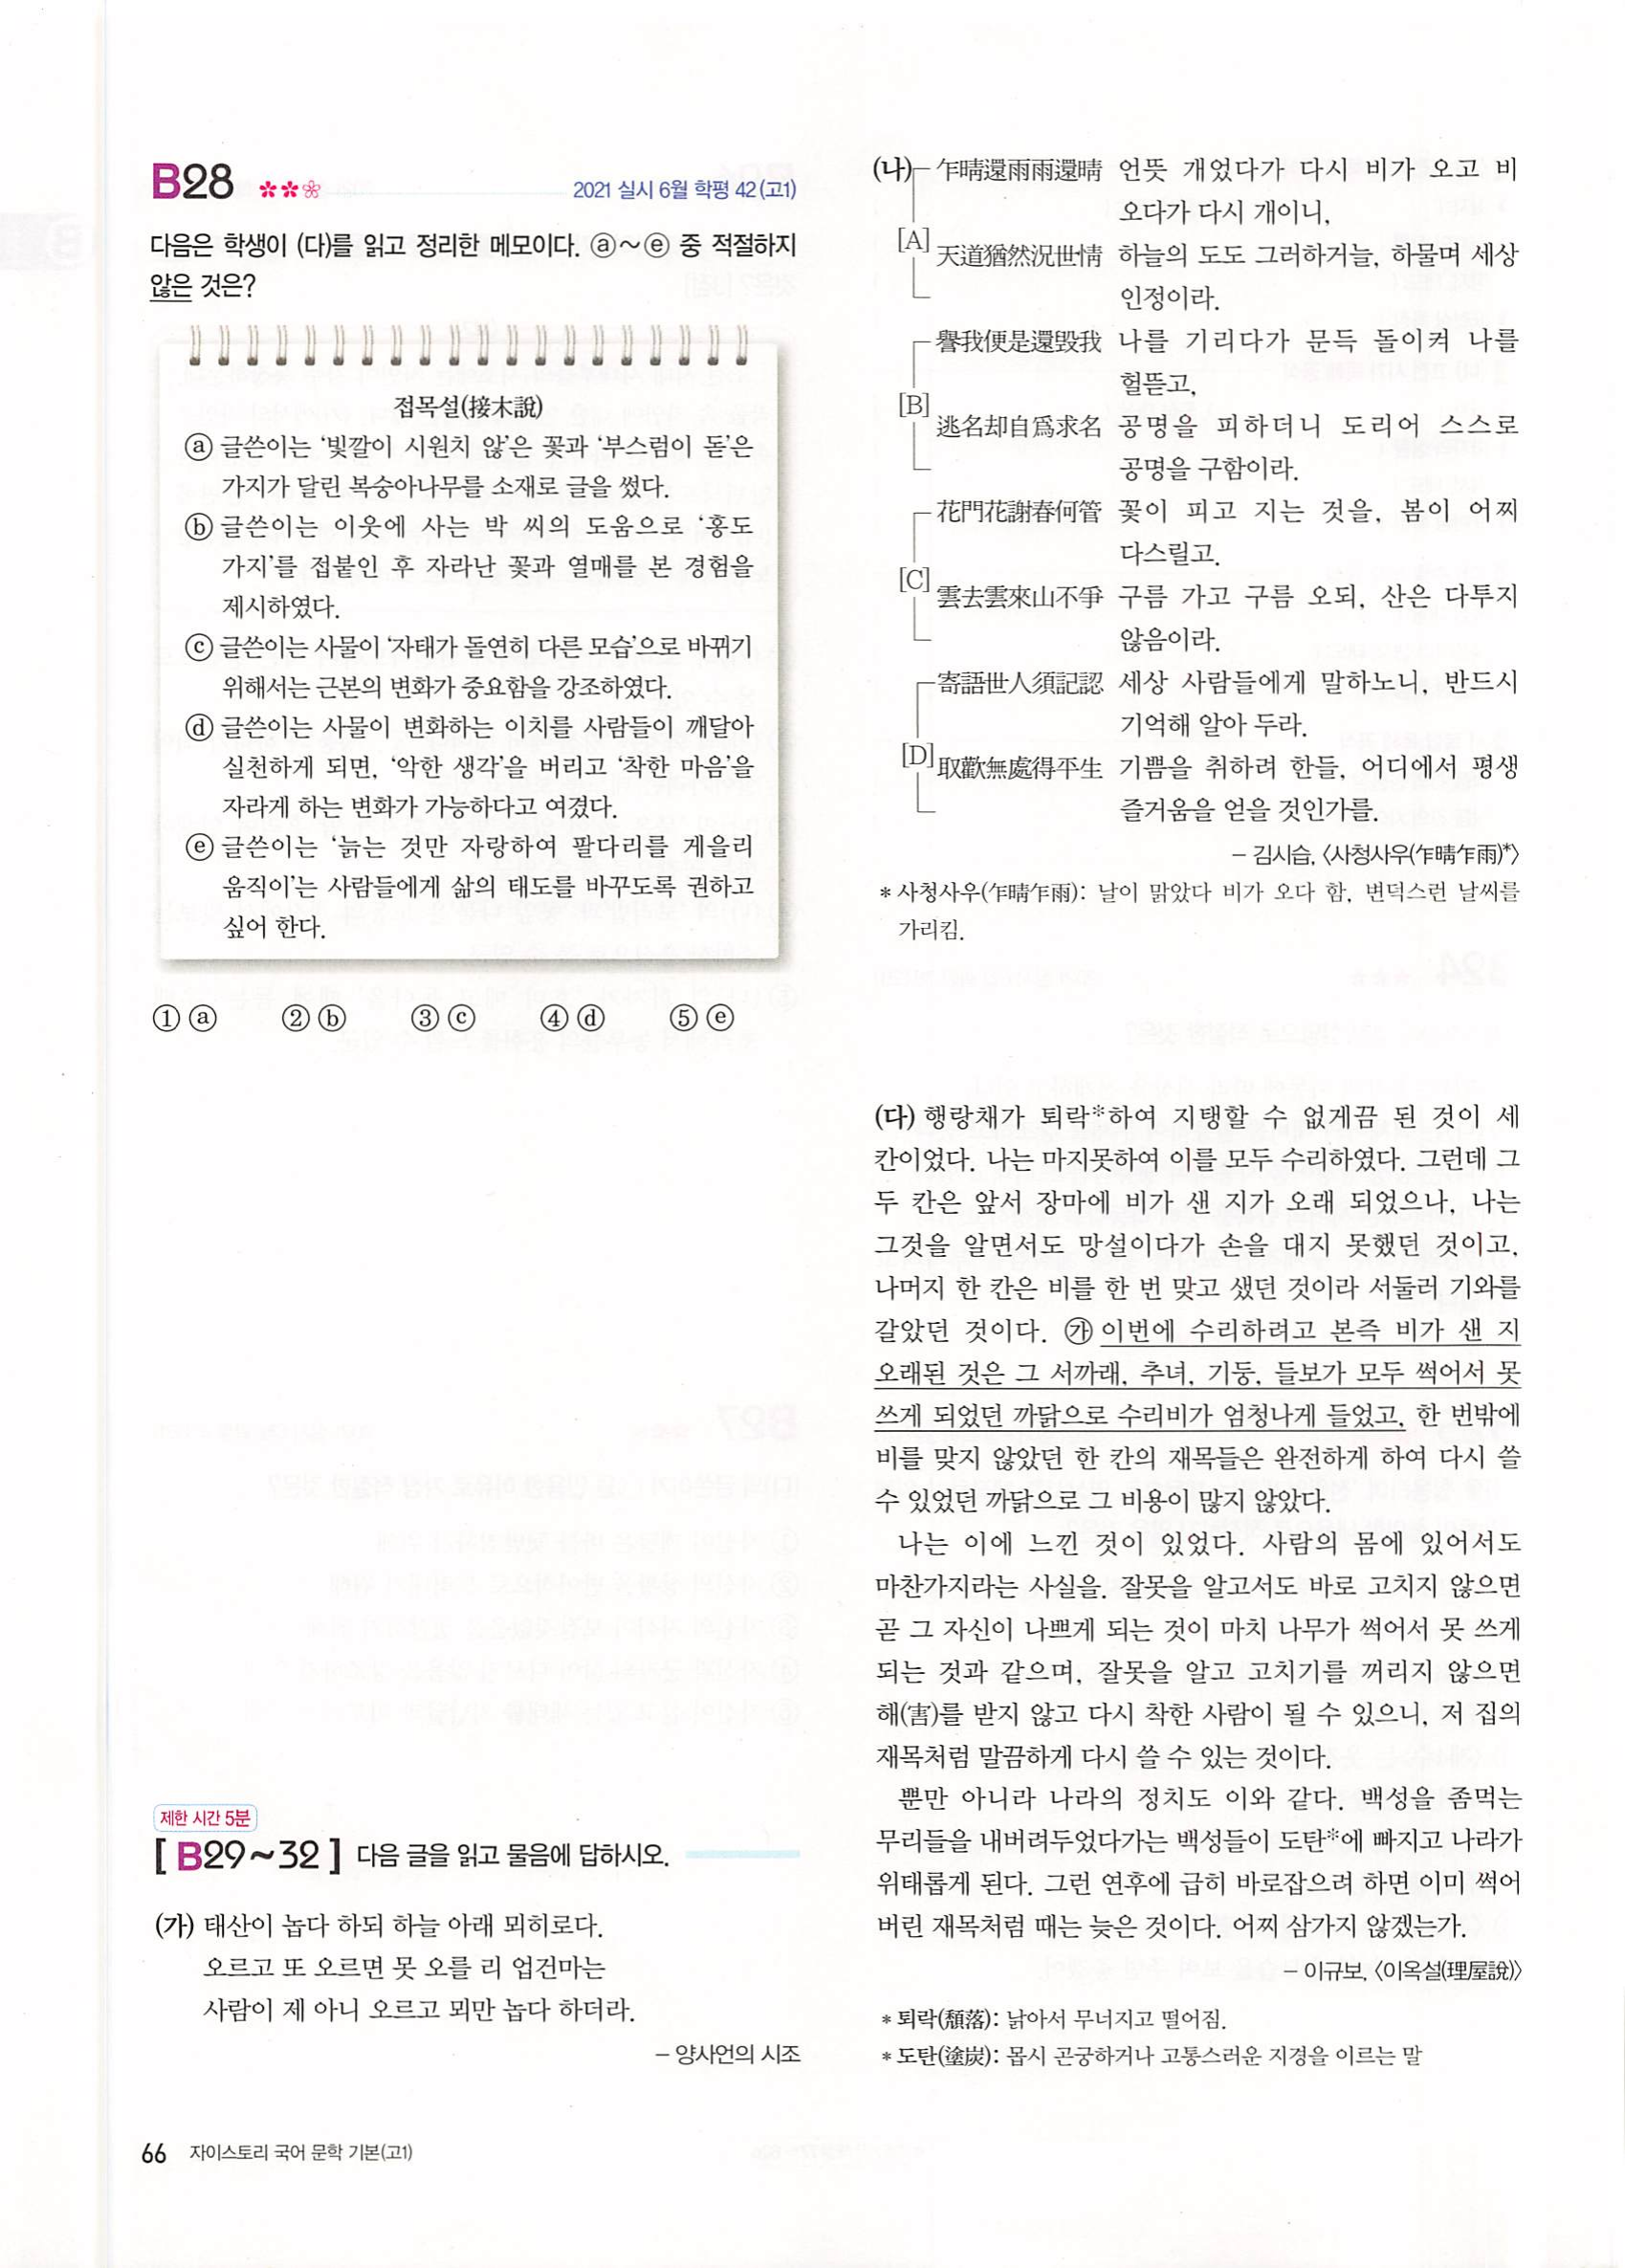 B28
2021 실시 6월 학평 42(고1)
다음은 학생이 (다)를 읽고 정리한 메모이다. ⓐ~ⓔ 중 적절하지
않은 것은?
접목설(接木說)
ⓐ 글쓴이는 ‘빛깔이 시원치 않’은 꽃과 ‘부스럼이 돋’은
가지가 달린 복숭아나무를 소재로 글을 썼다.
ⓑ 글쓴이는 이웃에 사는 박 씨의 도움으로 ‘홍도
가지’를 접붙인 후 자라난 꽃과 열매를 본 경험을
제시하였다.
ⓒ 글쓴이는 사물이 ‘자태가 돌연히 다른 모습’으로 바뀌기
위해서는 근본의 변화가 중요함을 강조하였다.
ⓓ 글쓴이는 사물이 변화하는 이치를 사람들이 깨달아
실천하게 되면, ‘악한 생각’을 버리고 ‘착한 마음’을
자라게 하는 변화가 가능하다고 여겼다.
ⓔ 글쓴이는 ‘늙는 것만 자랑하여 팔다리를 게을리
움직이’는 사람들에게 삶의 태도를 바꾸도록 권하고
싶어 한다.
① ⓐ ② ⓑ ③ ⓒ ④ ⓓ ⑤ ⓔ
제한 시간 5분
[ B29~32 ] 다음 글을 읽고 물음에 답하시오.
(가) 태산이 놉다 하되 하늘 아래 뫼히로다.
오르고 또 오르면 못 오를 리 업건마는
사람이 제 아니 오르고 뫼만 놉다 하더라.
– 양사언의 시조
(나) 乍晴還雨雨還晴 언뜻 개었다가 다시 비가 오고 비
오다가 다시 개이니,
[A]
天道猶然況世情 하늘의 도도 그러하거늘, 하물며 세상
인정이라.
譽我便是還毁我 나를 기리다가 문득 돌이켜 나를
헐뜯고,
[B]
逃名却自爲求名 공명을 피하더니 도리어 스스로
공명을 구함이라.
花門花謝春何管 꽃이 피고 지는 것을, 봄이 어찌
다스릴고.
[C]
雲去雲來山不爭 구름 가고 구름 오되, 산은 다투지
않음이라.
寄語世人須記認 세상 사람들에게 말하노니, 반드시
기억해 알아 두라.
[D]
取歡無處得平生 기쁨을 취하려 한들, 어디에서 평생
즐거움을 얻을 것인가를.
– 김시습, 〈사청사우(乍晴乍雨)*〉
* 사청사우(乍晴乍雨): 날이 맑았다 비가 오다 함, 변덕스런 날씨를
가리킴.
(다) 행랑채가 퇴락*하여 지탱할 수 없게끔 된 것이 세
칸이었다. 나는 마지못하여 이를 모두 수리하였다. 그런데 그
두 칸은 앞서 장마에 비가 샌 지가 오래 되었으나, 나는
그것을 알면서도 망설이다가 손을 대지 못했던 것이고,
나머지 한 칸은 비를 한 번 맞고 샜던 것이라 서둘러 기와를
갈았던 것이다. ㉮ 이번에 수리하려고 본즉 비가 샌 지
오래된 것은 그 서까래, 추녀, 기둥, 들보가 모두 썩어서 못
쓰게 되었던 까닭으로 수리비가 엄청나게 들었고, 한 번밖에
비를 맞지 않았던 한 칸의 재목들은 완전하게 하여 다시 쓸
수 있었던 까닭으로 그 비용이 많지 않았다.
나는 이에 느낀 것이 있었다. 사람의 몸에 있어서도
마찬가지라는 사실을. 잘못을 알고서도 바로 고치지 않으면
곧 그 자신이 나쁘게 되는 것이 마치 나무가 썩어서 못 쓰게
되는 것과 같으며, 잘못을 알고 고치기를 꺼리지 않으면
해(害)를 받지 않고 다시 착한 사람이 될 수 있으니, 저 집의
재목처럼 말끔하게 다시 쓸 수 있는 것이다.
뿐만 아니라 나라의 정치도 이와 같다. 백성을 좀먹는
무리들을 내버려두었다가는 백성들이 도탄*에 빠지고 나라가
위태롭게 된다. 그런 연후에 급히 바로잡으려 하면 이미 썩어
버린 재목처럼 때는 늦은 것이다. 어찌 삼가지 않겠는가.
– 이규보, 〈이옥설(理屋說)〉
* 퇴락(頹落): 낡아서 무너지고 떨어짐.
* 도탄(塗炭): 몹시 곤궁하거나 고통스러운 지경을 이르는 말
66 자이스토리 국어 문학 기본(고1)